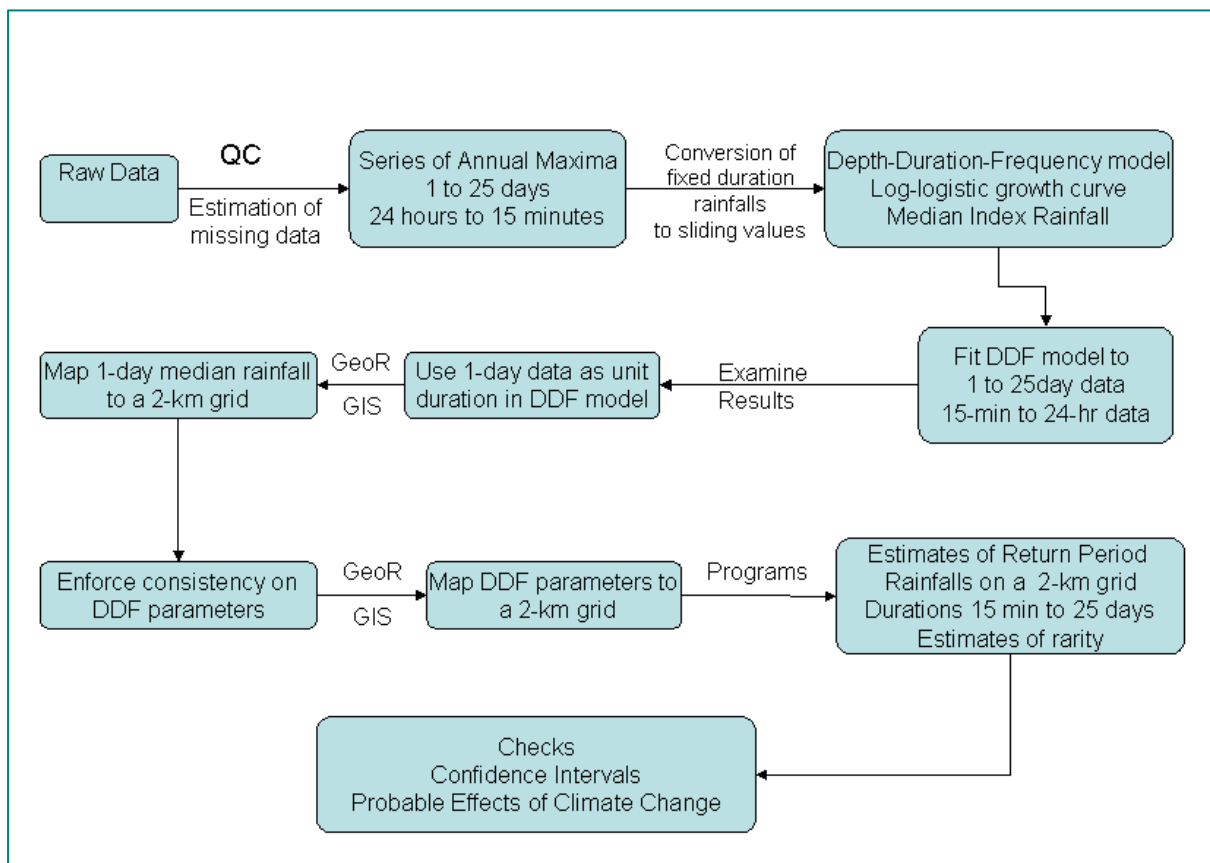 Raw Data
QC
Estimation of
missing data
Series of Annual Maxima
1 to 25 days
24 hours to 15 minutes
Conversion of
fixed duration
rainfalls
to sliding values
Depth-Duration-Frequency model
Log-logistic growth curve
Median Index Rainfall
Fit DDF model to
1 to 25day data
15-min to 24-hr data
Examine
Results
Use 1-day data as unit
duration in DDF model
GeoR
GIS
Map 1-day median rainfall
to a 2-km grid
Enforce consistency on
DDF parameters
GeoR
GIS
Map DDF parameters to
a 2-km grid
Programs
Estimates of Return Period
Rainfalls on a 2-km grid
Durations 15 min to 25 days
Estimates of rarity
Checks
Confidence Intervals
Probable Effects of Climate Change